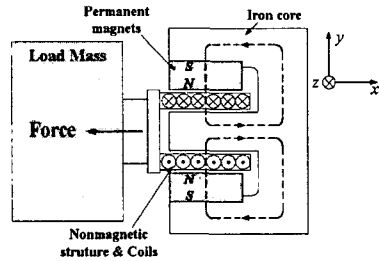 Permanent
magnets
Iron core
Load Mass
S
N
y
z
x
Force
N
S
Nonmagnetic
struture & Coils